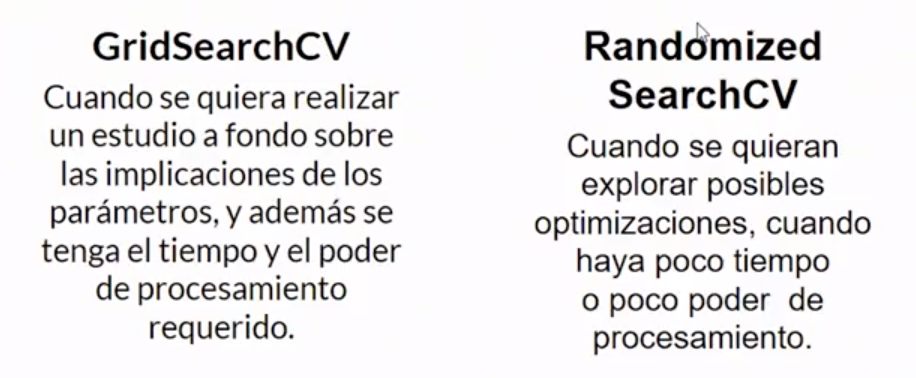 GridSearchCV
Cuando se quiera realizar
un estudio a fondo sobre
las implicaciones de los
parámetros, y además se
tenga el tiempo y el poder
de procesamiento
requerido.
Randomized
SearchCV
Cuando se quieran
explorar posibles
optimizaciones, cuando
haya poco tiempo
o poco poder de
procesamiento.